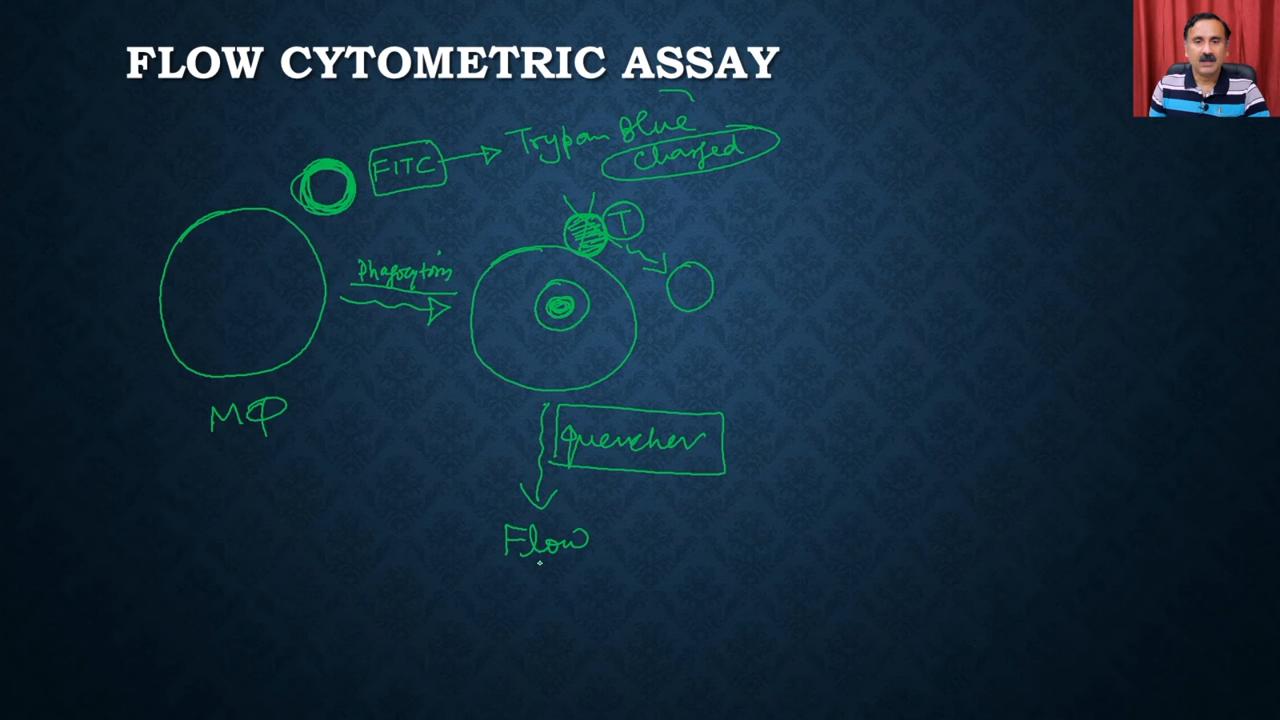 FLOW CYTOMETRIC ASSAY
FITC
Trypan Blue
Charged
T
Phagocytosis
MΦ
quencher
Flow